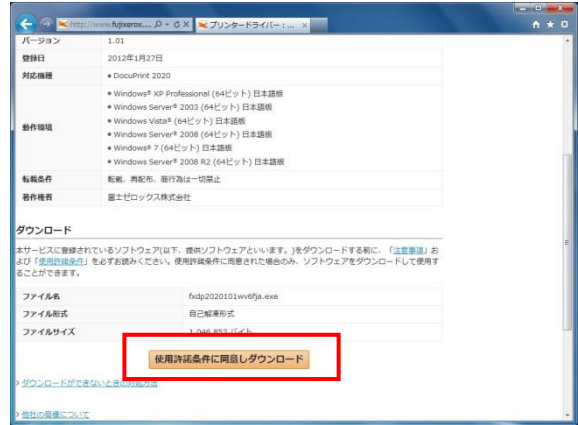 http://www.fujixerox....
プリンタードライバー : ...
バージョン 1.01
登録日 2012年1月27日
対応機種 • DocuPrint 2020
• Windows® XP Professional (64ビット) 日本語版
• Windows Server® 2003 (64ビット) 日本語版
• Windows Vista® (64ビット) 日本語版
動作環境
• Windows Server® 2008 (64ビット) 日本語版
• Windows® 7 (64ビット) 日本語版
• Windows Server® 2008 R2 (64ビット) 日本語版
転載条件 転載、再配布、商行為は一切禁止
著作権者 富士ゼロックス株式会社
ダウンロード
本サービスに登録されているソフトウェア(以下、提供ソフトウェアといいます。)をダウンロードする前に、「注意事項」お
よび「使用許諾条件」を必ずお読みください。使用許諾条件に同意された場合のみ、ソフトウェアをダウンロードして使用す
ることができます。
ファイル名 fxdp2020101wv6fja.exe
ファイル形式 自己解凍形式
ファイルサイズ 1,046,853 バイト
使用許諾条件に同意しダウンロード
> ダウンロードができないときの対処方法
> 他社の商標について